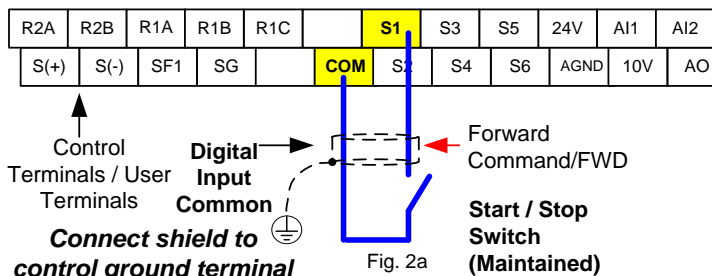 R2A R2B R1A R1B R1C S1 S3 S5 24V AI1 AI2
S(+) S(-) SF1 SG COM S2 S4 S6 AGND 10V AO
Control
Terminals / User
Terminals
Digital
Input
Common
Forward
Command/FWD
Connect shield to
control ground terminal
Fig. 2a
Start / Stop
Switch
(Maintained)